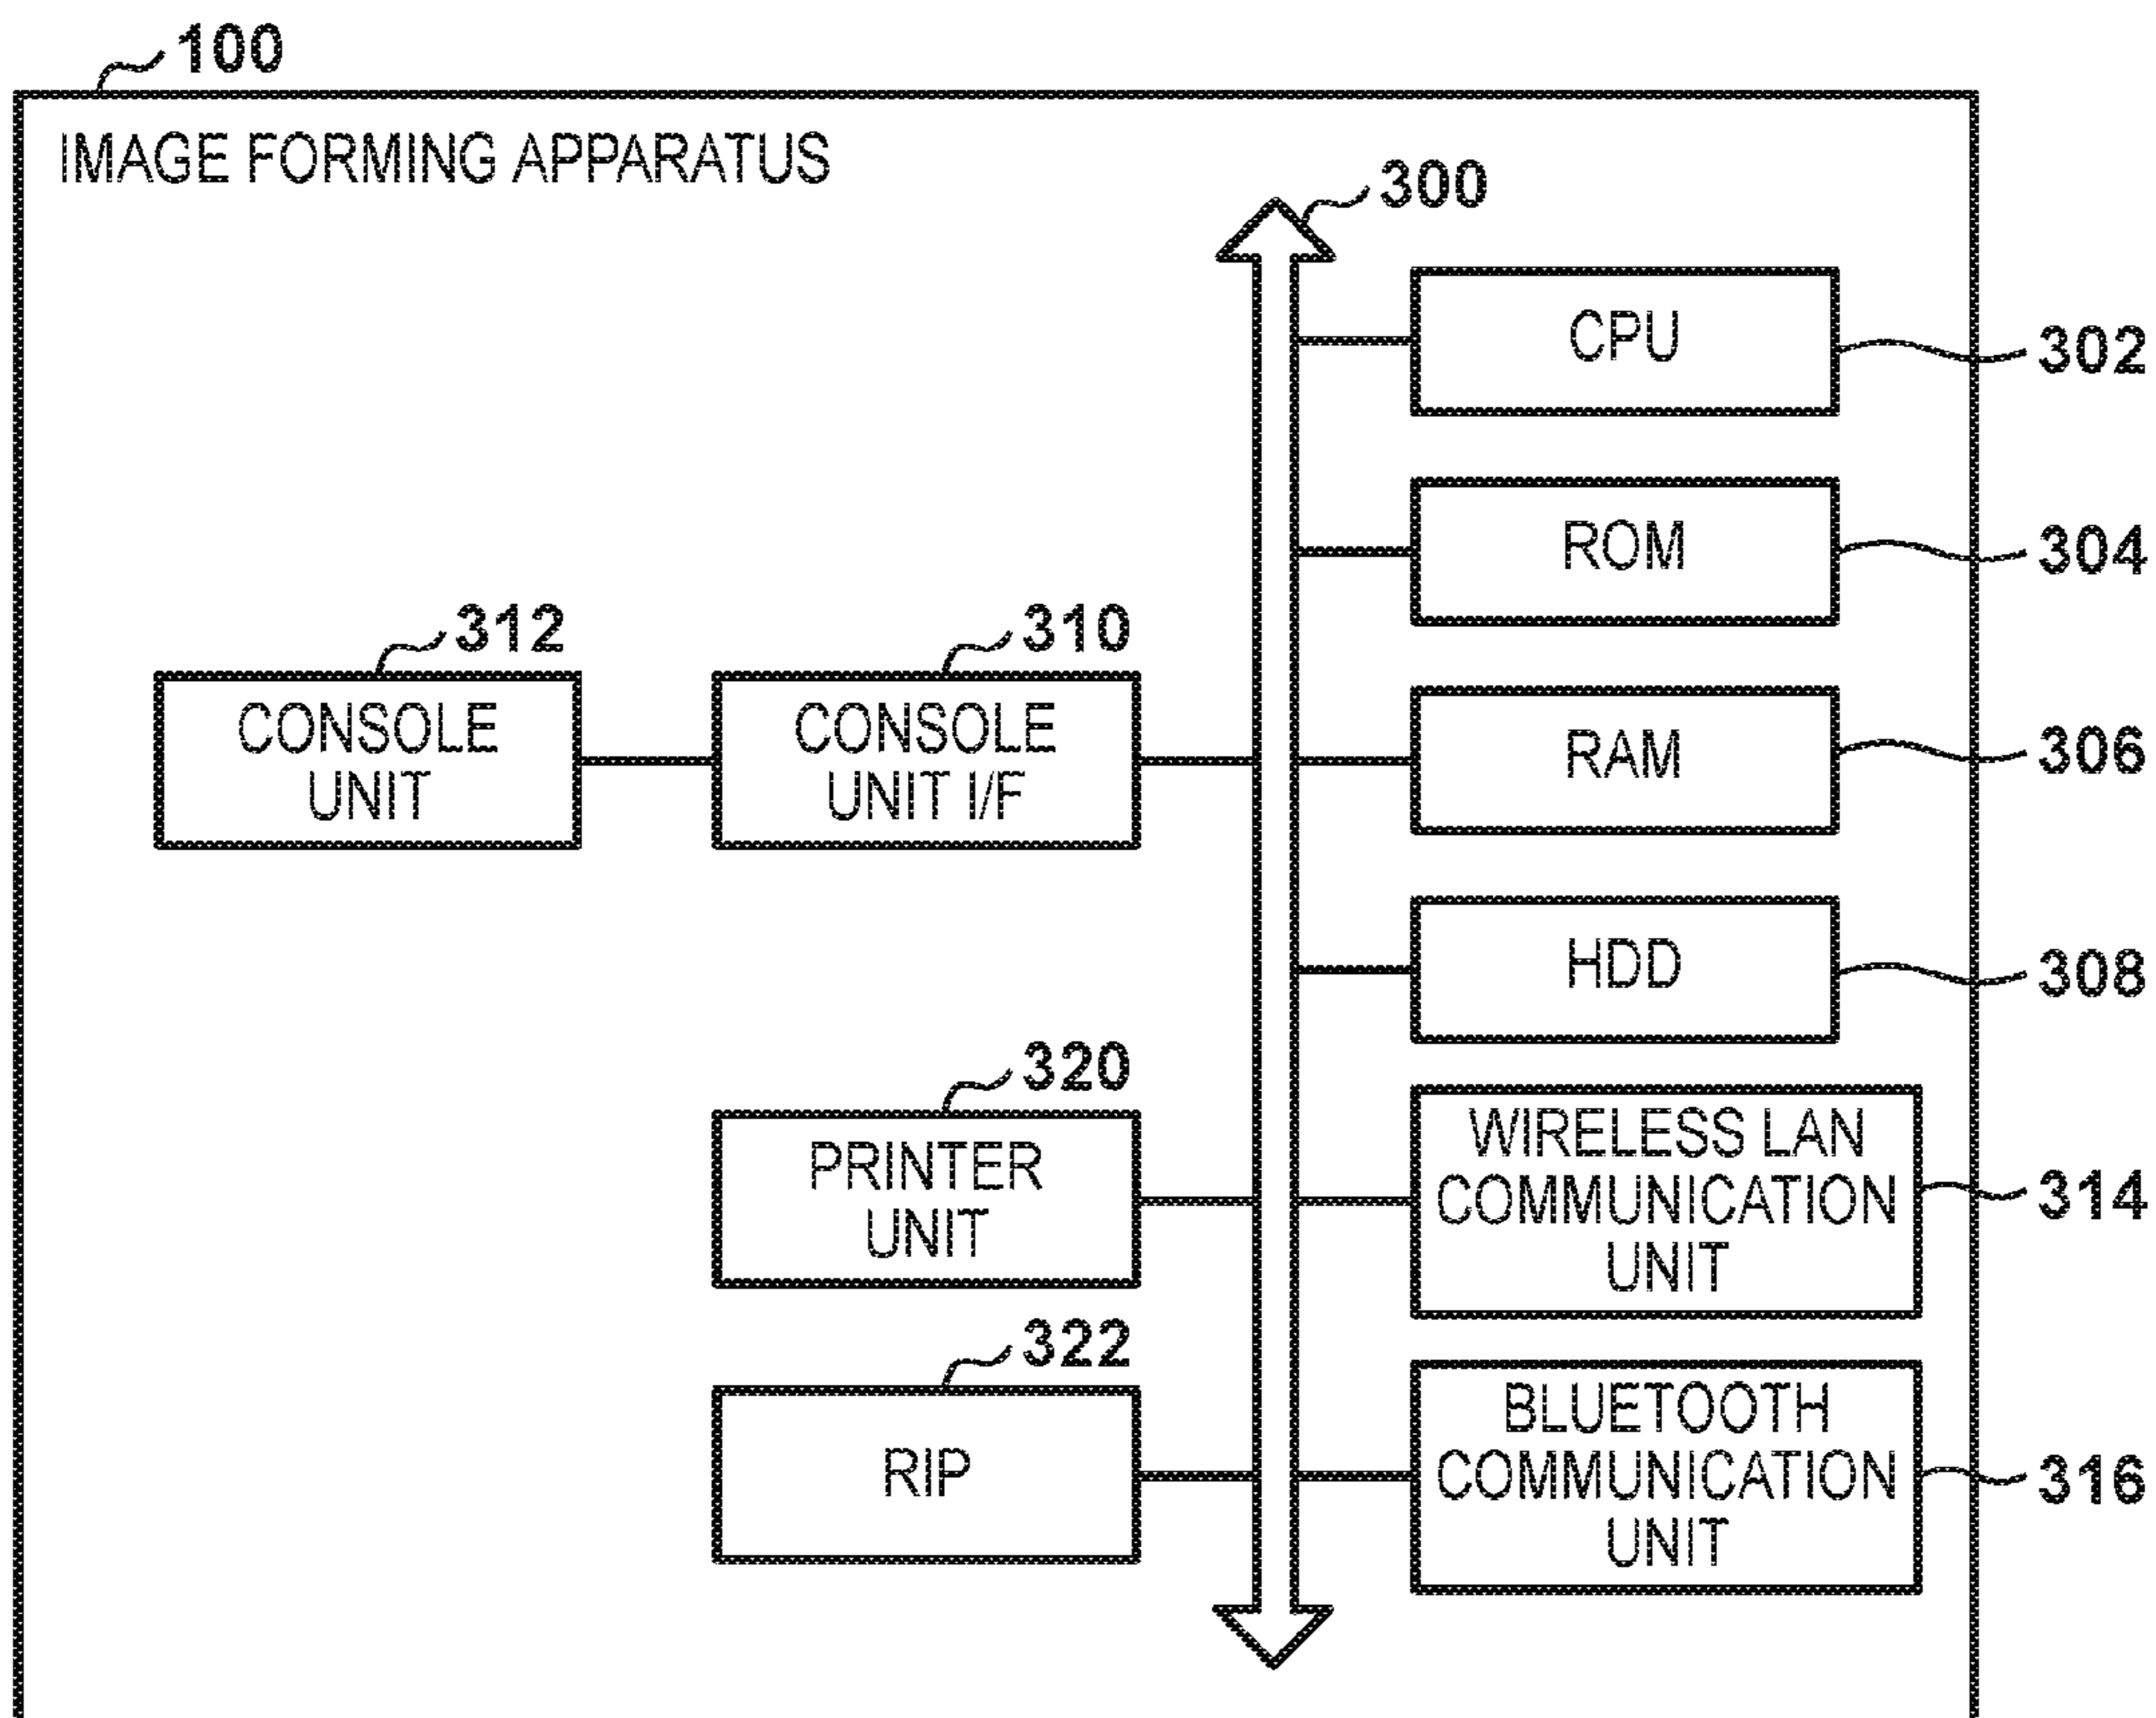 100
IMAGE FORMING APPARATUS
300
CPU
302
ROM
304
312
310
CONSOLE
UNIT
CONSOLE
UNIT I/F
RAM
306
HDD
308
320
PRINTER
UNIT
WIRELESS LAN
COMMUNICATION
UNIT
314
322
RIP
BLUETOOTH
COMMUNICATION
UNIT
316